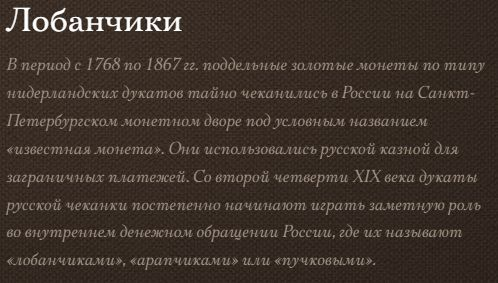 Лобанчики
В период с 1768 по 1867 гг. поддельные золотые монеты по типу
нидерландских дукатов тайно чеканились в России на Санкт-
Петербургском монетном дворе под условным названием
«известная монета». Они использовались русской казной для
заграничных платежей. Со второй четверти XIX века дукаты
русской чеканки постепенно начинают играть заметную роль
во внутреннем денежном обращении России, где их называют
«лобанчиками», «арапчиками» или «пучковыми».